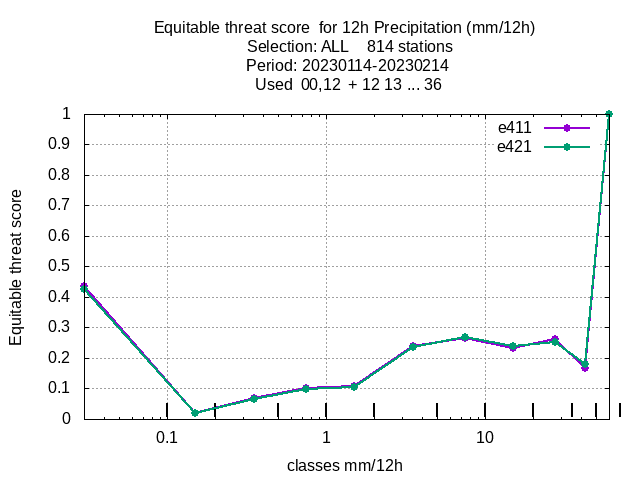 Equitable threat score  for 12h Precipitation (mm/12h)
Selection: ALL    814 stations
Period: 20230114-20230214
Used  00,12  + 12 13 ... 36
e411
e421
1
0.9
0.8
0.7
0.6
0.5
0.4
0.3
0.2
0.1
0
Equitable threat score
0.1 1 10
classes mm/12h